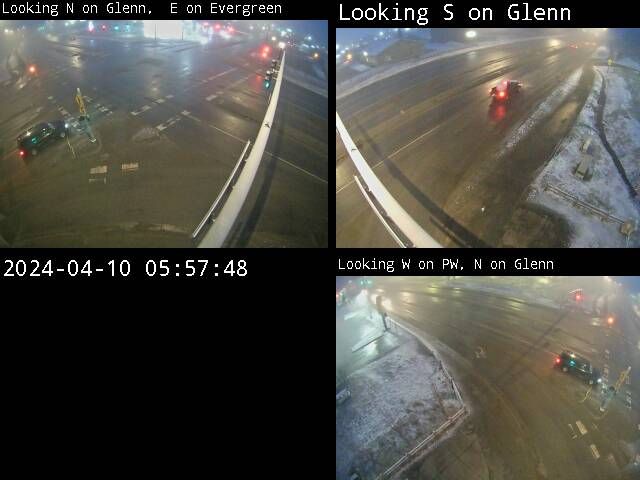 Looking N on Glenn,  E on Evergreen
Looking S on Glenn
2024-04-10 05:57:48
Looking W on PW, N on Glenn